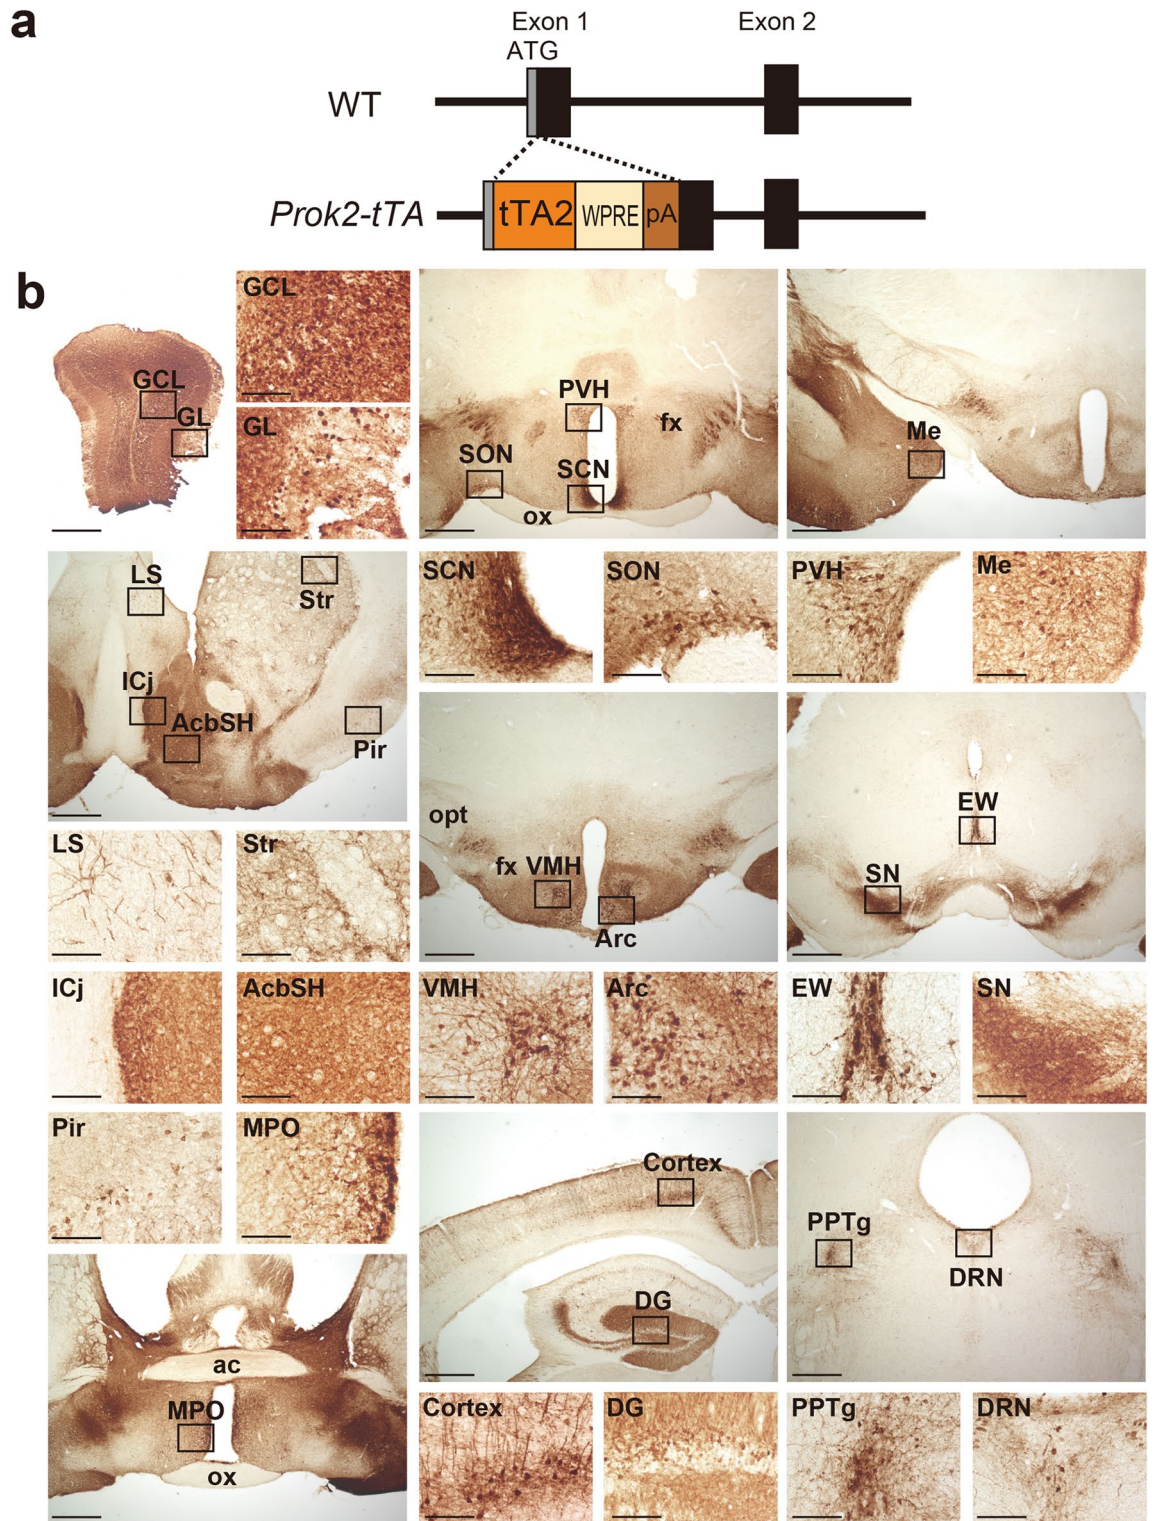 a
Exon 1
Exon 2
ATG
WT
Prok2-tTA
tTA2
WPRE
pA
b
GCL
GL
GCL
GL
PVH
fx
SON
SCN
ox
Me
LS
Str
ICj
AcbSH
Pir
SCN
SON
PVH
Me
opt
fx
VMH
Arc
EW
SN
LS
Str
ICj
AcbSH
VMH
Arc
EW
SN
Pir
MPO
Cortex
DG
PPTg
DRN
ac
MPO
ox
Cortex
DG
PPTg
DRN